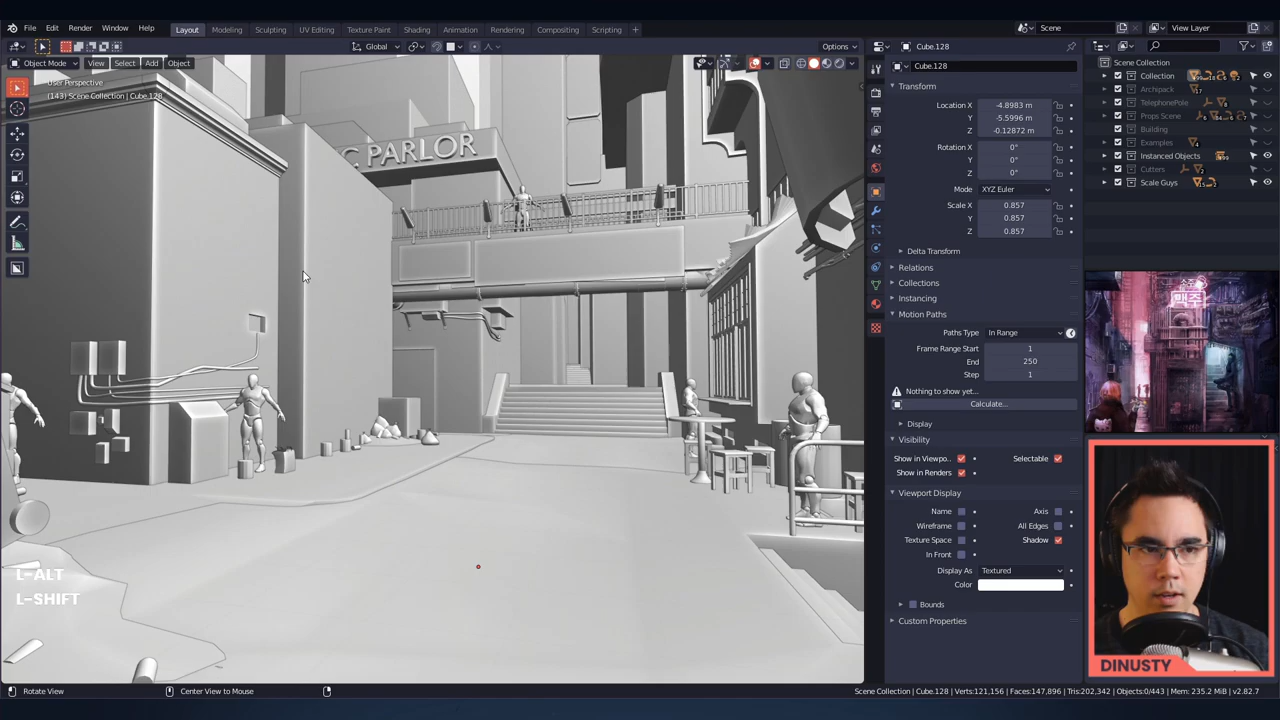 File Edit Render Window Help
Layout Modeling Sculpting UV Editing Texture Paint Shading Animation Rendering Compositing Scripting +
Scene
View Layer
Global
Options
Object Mode View Select Add Object
User Perspective
(143) Scene Collection | Cube.128
C PARLOR
L-ALT
L-SHIFT
Cube.128
Cube.128
Transform
Location X -4.8983 m
Y -5.5996 m
Z -0.12872 m
Rotation X 0°
Y 0°
Z 0°
Mode XYZ Euler
Scale X 0.857
Y 0.857
Z 0.857
Delta Transform
Relations
Collections
Instancing
Motion Paths
Paths Type In Range
Frame Range Start 1
End 250
Step 1
Nothing to show yet...
Calculate...
Display
Visibility
Show in Viewpo.. Selectable
Show in Renders
Viewport Display
Name Axis
Wireframe All Edges
Texture Space Shadow
In Front
Display As Textured
Color
Bounds
Custom Properties
Scene Collection
Collection
Archipack
TelephonePole
Props Scene
Building
Examples
Instanced Objects
Cutters
Scale Guys
맥주
DINUSTY
Rotate View Center View to Mouse
Scene Collection | Cube.128 | Verts:121,156 | Faces:147,896 | Tris:202,342 | Objects:0/443 | Mem: 235.2 MiB | v2.82.7